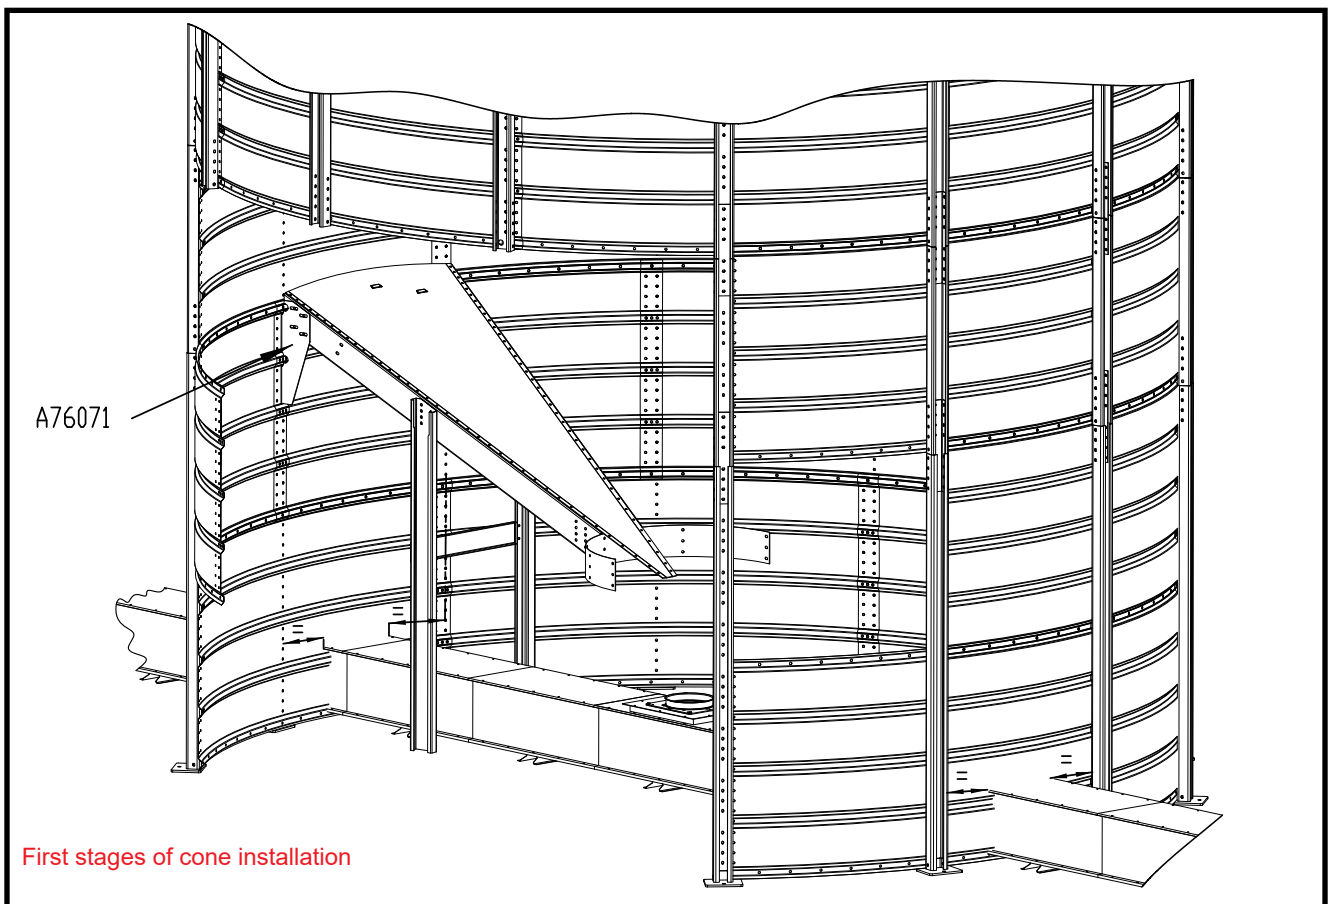 A76071
=
=
=
=
First stages of cone installation